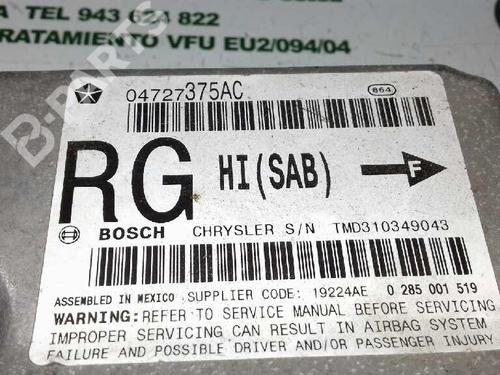 TEL 943 624 822
TRATAMIENTO VFU EU2/094/04
B-PARTS
04727375AC
864
RG HI(SAB) F
BOSCH CHRYSLER S/N TMD310349043
ASSEMBLED IN MEXICO SUPPLIER CODE: 19224AE 0 285 001 519
WARNING: REFER TO SERVICE MANUAL BEFORE SERVICING
IMPROPER SERVICING CAN RESULT IN AIRBAG SYSTEM
FAILURE AND POSSIBLE DRIVER AND/OR PASSENGER INJURY